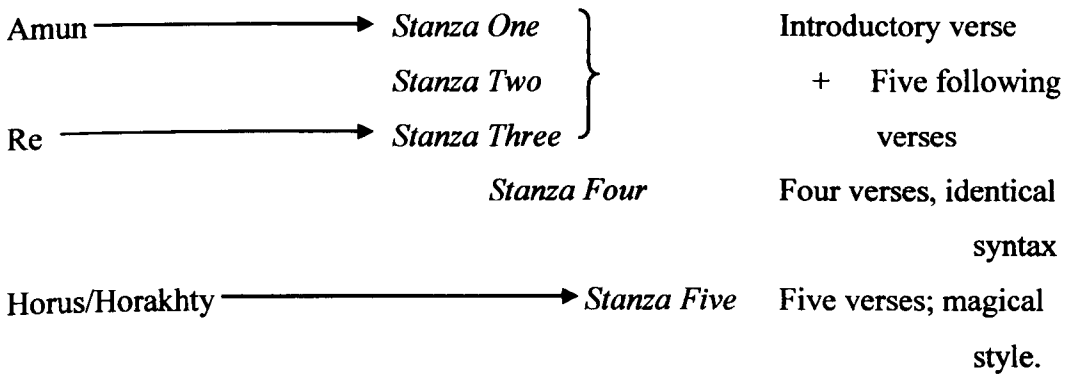 Amun Stanza One Introductory verse
Stanza Two + Five following
Re Stanza Three verses
Stanza Four Four verses, identical
syntax
Horus/Horakhty Stanza Five Five verses; magical
style.